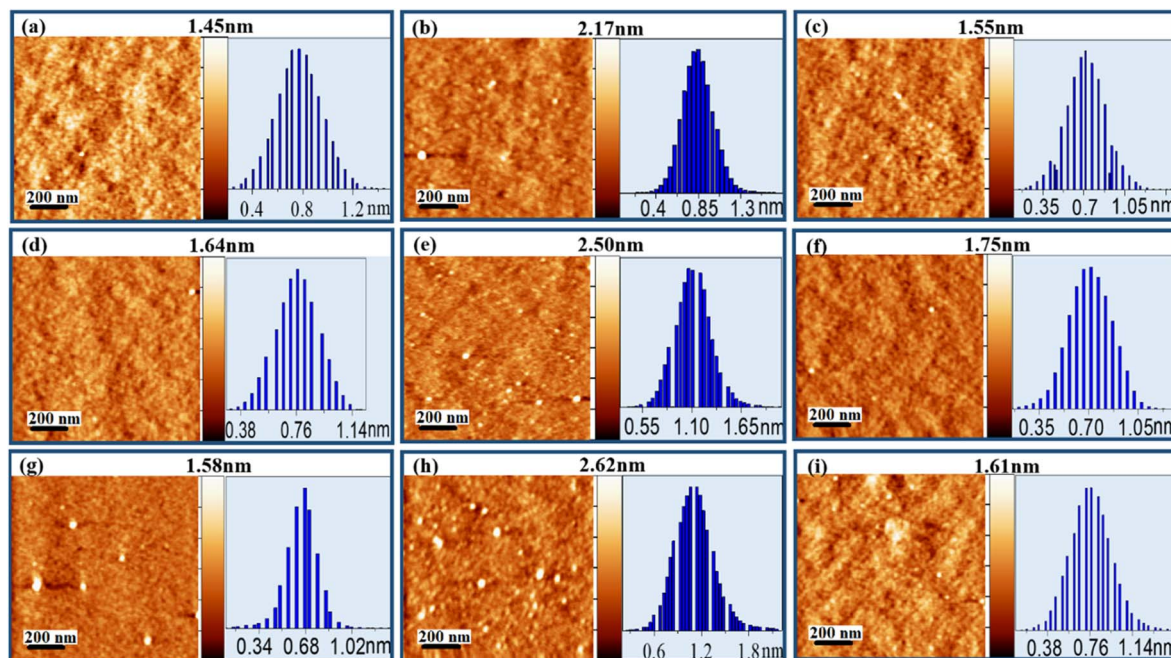 (a) 1.45nm
200 nm
0.4 0.8 1.2 nm
(b) 2.17nm
200 nm
0.4 0.85 1.3 nm
(c) 1.55nm
200 nm
0.35 0.7 1.05 nm
(d) 1.64nm
200 nm
0.38 0.76 1.14nm
(e) 2.50nm
200 nm
0.55 1.10 1.65nm
(f) 1.75nm
200 nm
0.35 0.70 1.05nm
(g) 1.58nm
200 nm
0.34 0.68 1.02nm
(h) 2.62nm
200 nm
0.6 1.2 1.8 nm
(i) 1.61nm
200 nm
0.38 0.76 1.14nm